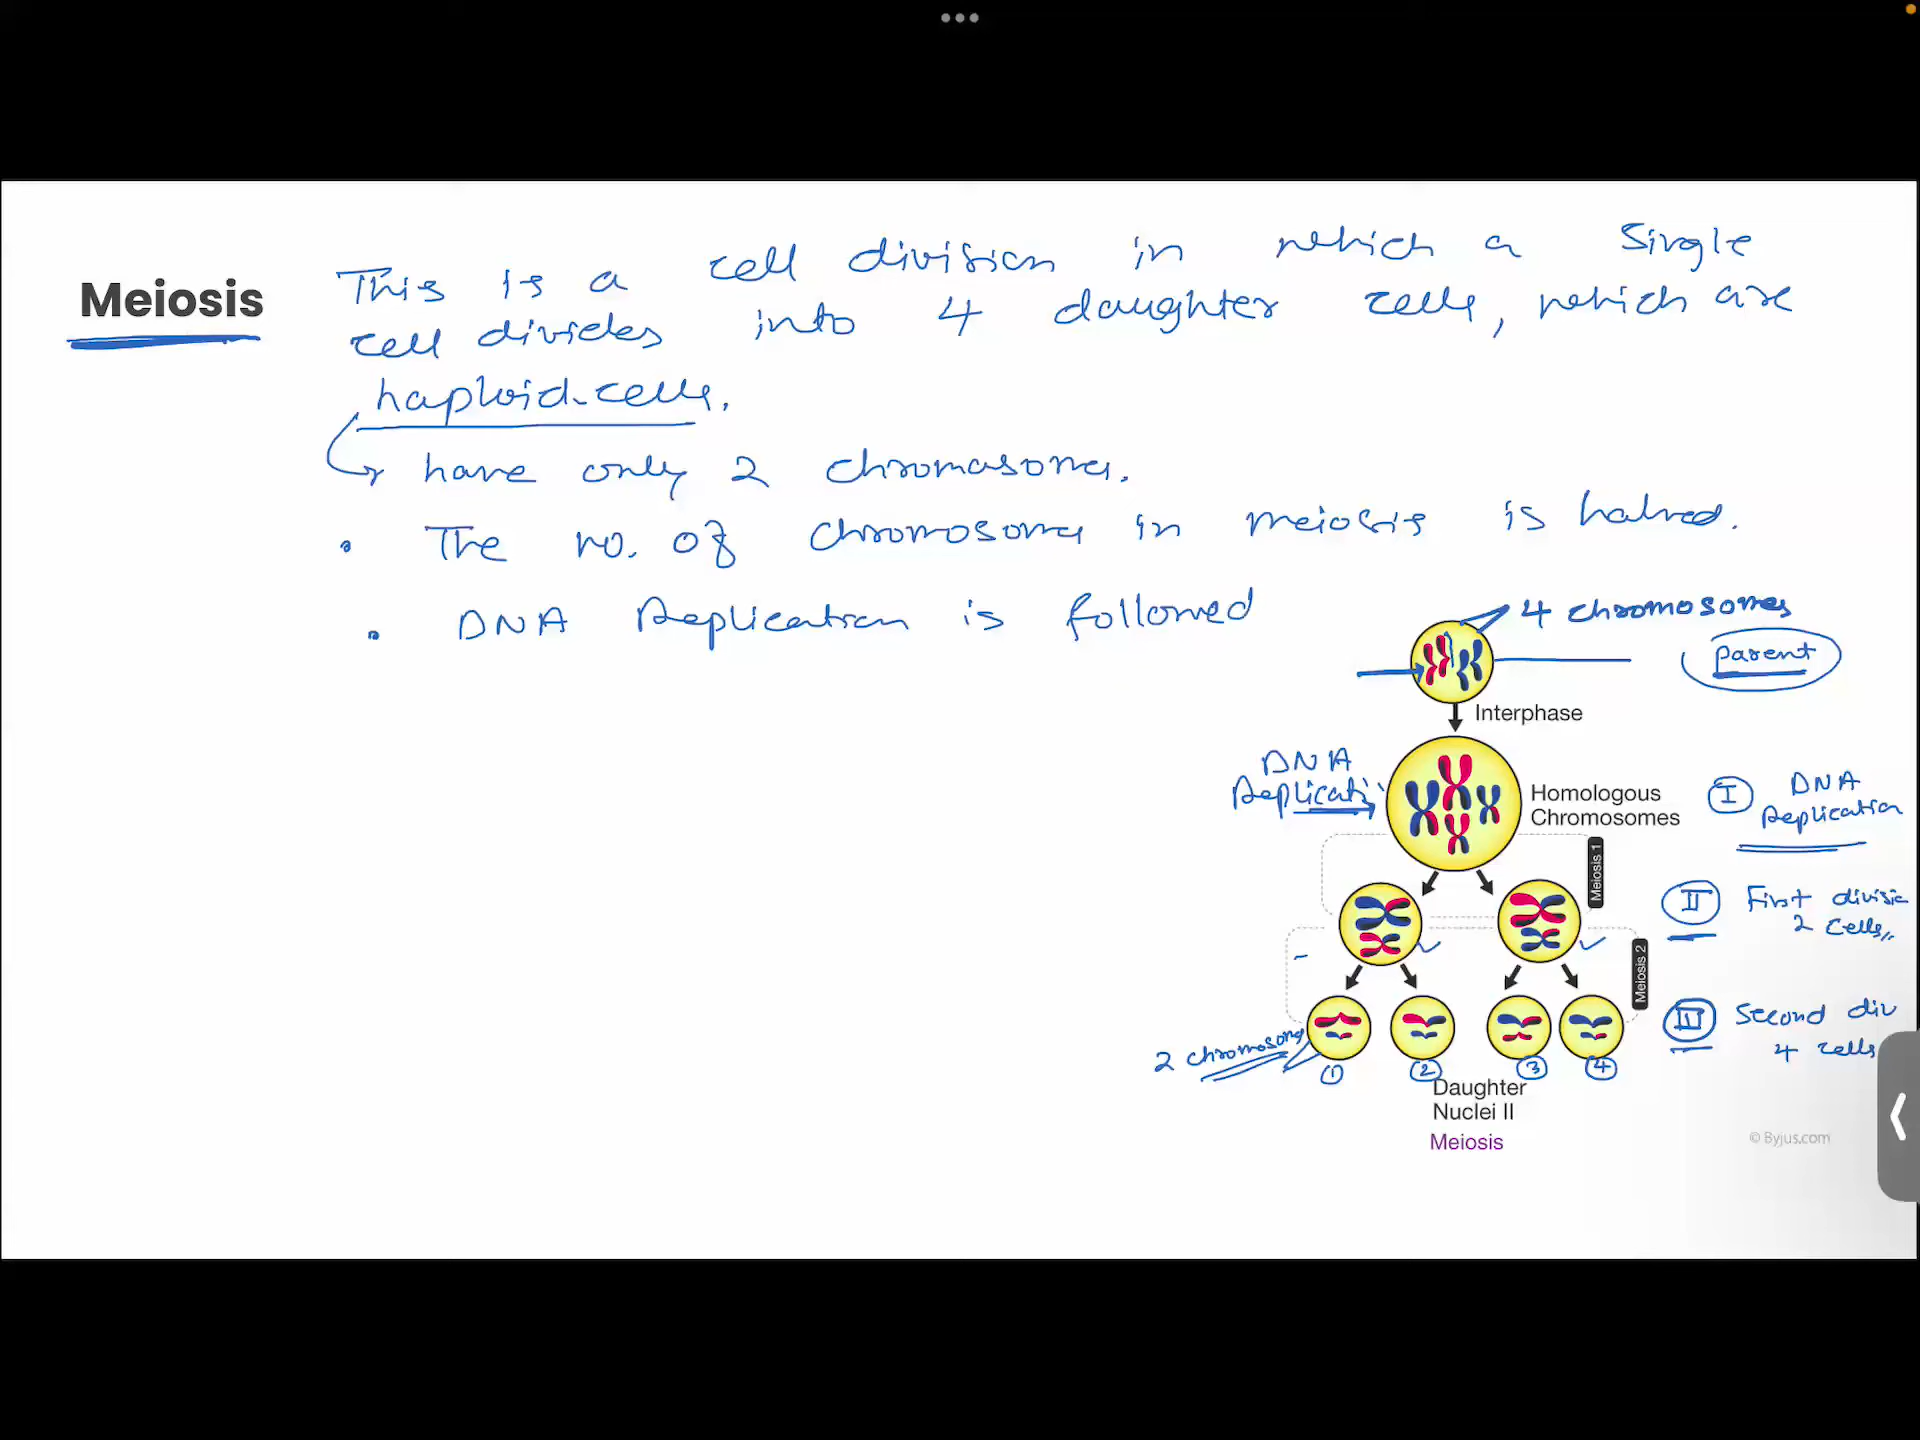 Meiosis
This is a cell division in which a single
cell divides into 4 daughter cells, which are
haploid-cells.
have only 2 chromasomes.
• The no. of chromosomes in meiosis is halved.
• DNA Replication is followed
4 chromosomes
parent
Interphase
DNA
Replicati
Homologous
Chromosomes
I DNA
Replication
Meiosis 1
II First divisi
2 cells,,
Meiosis 2
III Second div
4 cells
2 chromosomes
1 2 3 4
Daughter
Nuclei II
Meiosis
© Byjus.com